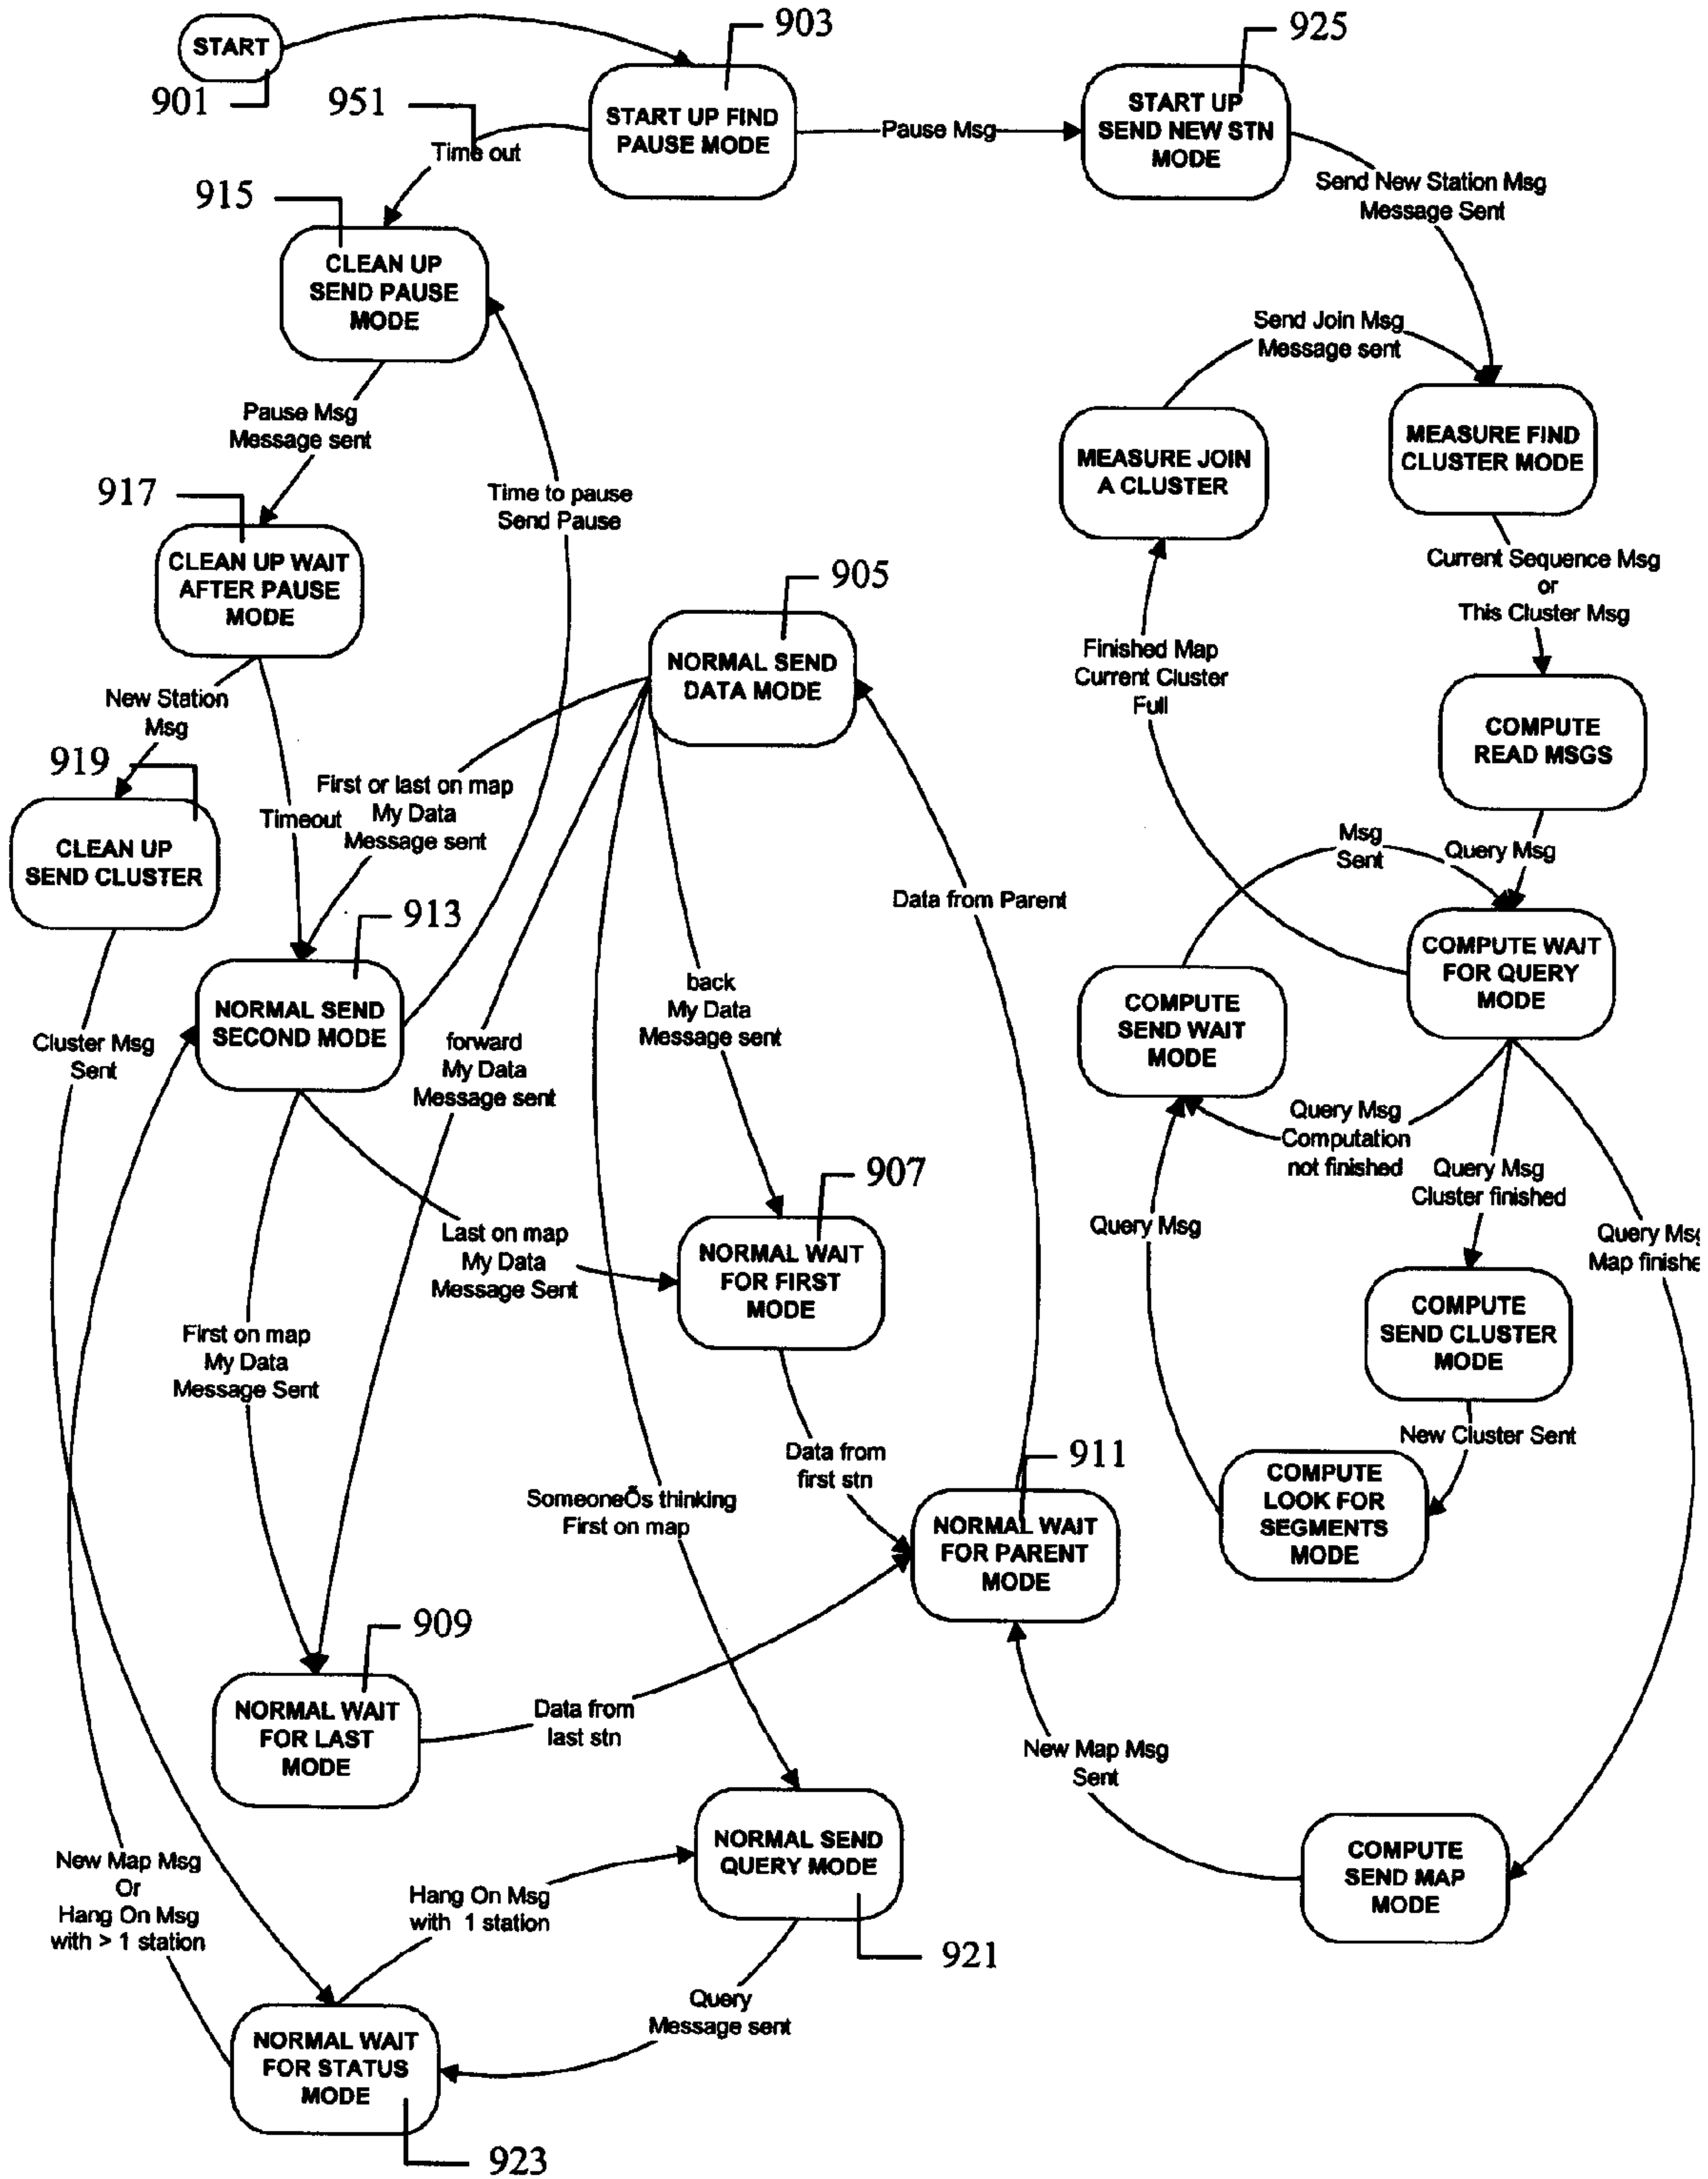 903
925
START
901
951
START UP FIND
PAUSE MODE
Pause Msg
START UP
SEND NEW STN
MODE
Time out
Send New Station Msg
Message Sent
915
CLEAN UP
SEND PAUSE
MODE
Send Join Msg
Message sent
Pause Msg
Message sent
MEASURE JOIN
A CLUSTER
MEASURE FIND
CLUSTER MODE
917
Time to pause
Send Pause
CLEAN UP WAIT
AFTER PAUSE
MODE
Current Sequence Msg
or
This Cluster Msg
905
NORMAL SEND
DATA MODE
Finished Map
Current Cluster
Full
New Station
Msg
COMPUTE
READ MSGS
919
First or last on map
My Data
Message sent
Timeout
CLEAN UP
SEND CLUSTER
Msg
Sent
Query Msg
Data from Parent
913
COMPUTE WAIT
FOR QUERY
MODE
NORMAL SEND
SECOND MODE
back
My Data
Message sent
COMPUTE
SEND WAIT
MODE
Cluster Msg
Sent
forward
My Data
Message sent
Query Msg
Computation
not finished
Query Msg
Cluster finished
907
Query Msg
Last on map
My Data
Message Sent
NORMAL WAIT
FOR FIRST
MODE
Query Msg
Map finishe
COMPUTE
SEND CLUSTER
MODE
First on map
My Data
Message Sent
New Cluster Sent
Data from
first stn
911
COMPUTE
LOOK FOR
SEGMENTS
MODE
SomeoneÕs thinking
First on map
NORMAL WAIT
FOR PARENT
MODE
909
NORMAL WAIT
FOR LAST
MODE
Data from
last stn
New Map Msg
Sent
NORMAL SEND
QUERY MODE
COMPUTE
SEND MAP
MODE
New Map Msg
Or
Hang On Msg
with > 1 station
Hang On Msg
with 1 station
921
Query
Message sent
NORMAL WAIT
FOR STATUS
MODE
923